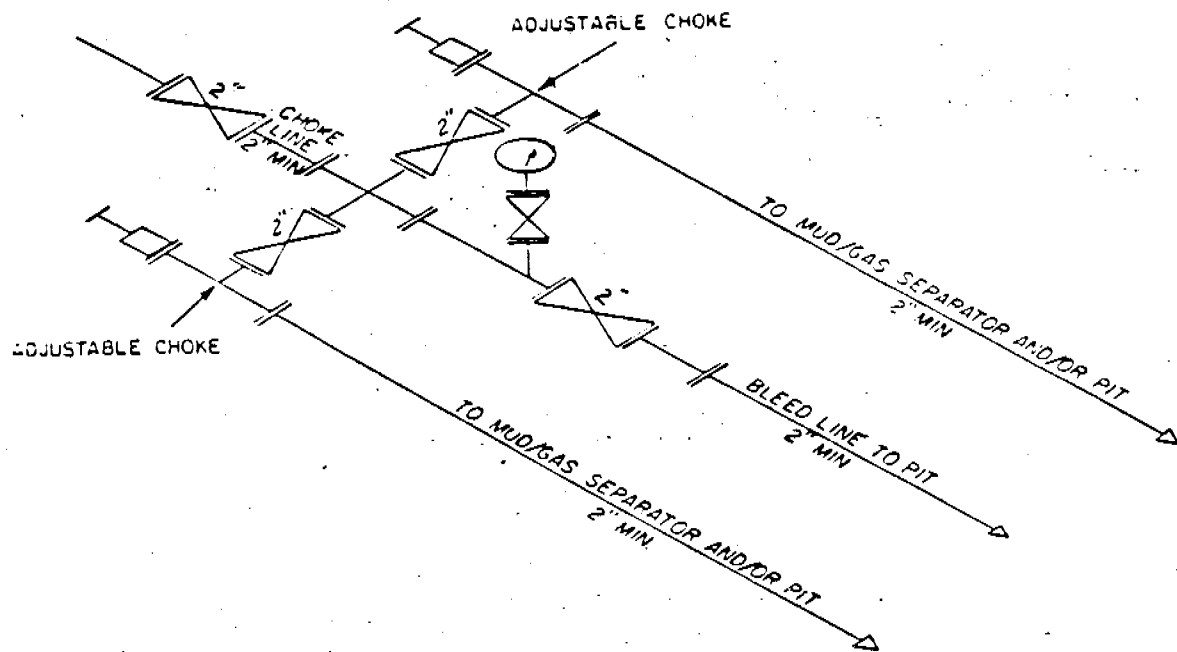 ADJUSTABLE CHOKE
2"
CHOKE
LINE
2" MIN
2"
2"
2"
ADJUSTABLE CHOKE
TO MUD/GAS SEPARATOR AND/OR PIT
2" MIN
BLEED LINE TO PIT
2" MIN
TO MUD/GAS SEPARATOR AND/OR PIT
2" MIN.